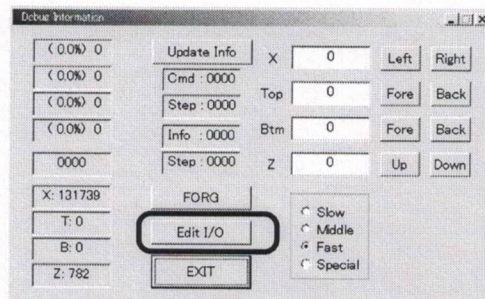 Debug Information
( 0.0%) 0
( 0.0%) 0
( 0.0%) 0
( 0.0%) 0
0000
X: 131739
T: 0
B: 0
Z: 782
Update Info
Cmd : 0000
Step : 0000
Info : 0000
Step : 0000
FORG
Edit I/O
EXIT
X 0 Left Right
Top 0 Fore Back
Btm 0 Fore Back
Z 0 Up Down
Slow
Middle
Fast
Special